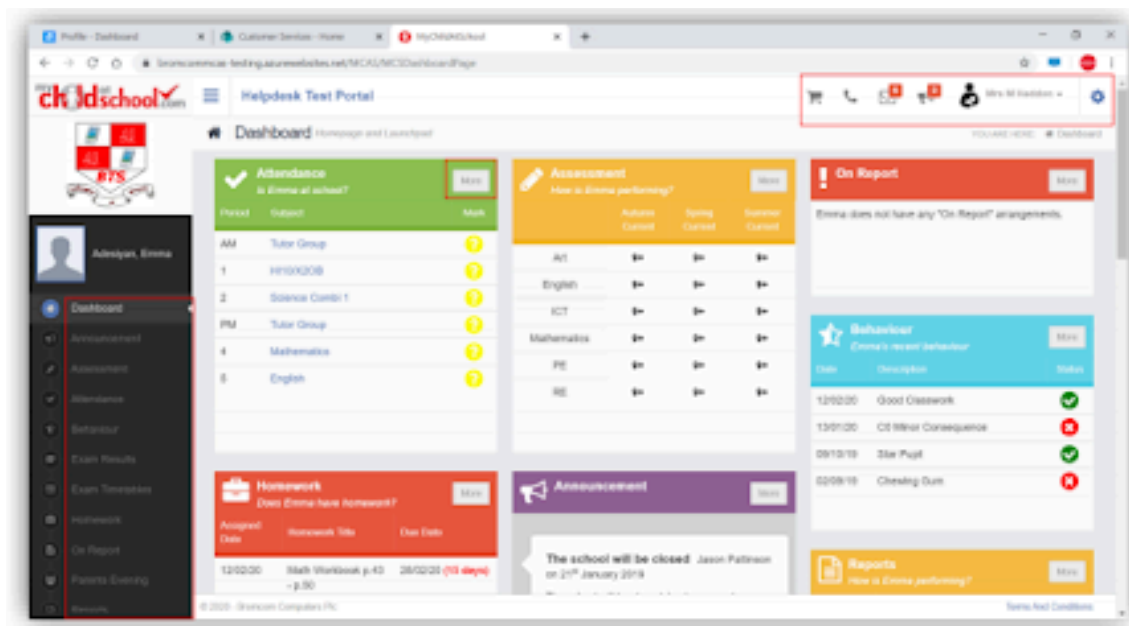 Profile - Dashboard
Customer Services - Home
MyChildAtSchool
childschool.com
Helpdesk Test Portal
Mrs M
Dashboard Homepage and Launchpad
YOU ARE HERE: Dashboard
BTS
Adesiyan, Emma
Dashboard
Announcement
Assessment
Attendance
Behaviour
Exam Results
Exam Timetables
Homework
On Report
Parents Evening
Reports
Attendance
Is Emma at school?
More
Period Subject Mark
AM Tutor Group
1
2 Science Combi 1
PM Tutor Group
4 Mathematics
5 English
Assessment
How is Emma performing?
More
Autumn Current Spring Current Summer Current
Art
English
ICT
Mathematics
PE
RE
On Report
More
Emma does not have any "On Report" arrangements.
Behaviour
Emma's recent behaviour
More
Date Description Status
12/02/20 Good Classwork
13/01/20 C0 Minor Consequence
09/10/19 Star Pupil
02/09/19 Chewing Gum
Homework
Does Emma have homework?
More
Assigned Date Homework Title Due Date
12/02/20 Math Workbook p.43 28/02/20 (13 days)
- p.50
Announcement
More
The school will be closed Jason Pattinson
on 21st January 2019
Reports
How is Emma performing?
More
© 2020 - Bromcom Computers Plc
Terms And Conditions